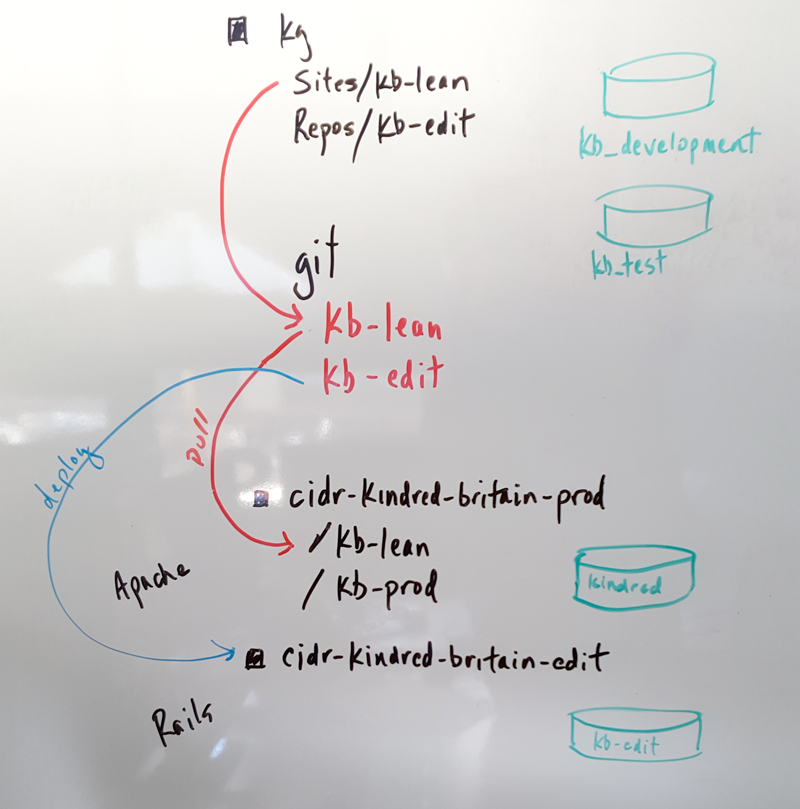 kg
Sites/kb-lean
Repos/kb-edit
kb_development
kb_test
git
kb-lean
kb-edit
pull
deploy
cidr-kindred-britain-prod
/kb-lean
/kb-prod
kindred
Apache
cidr-kindred-britain-edit
Rails
kb-edit